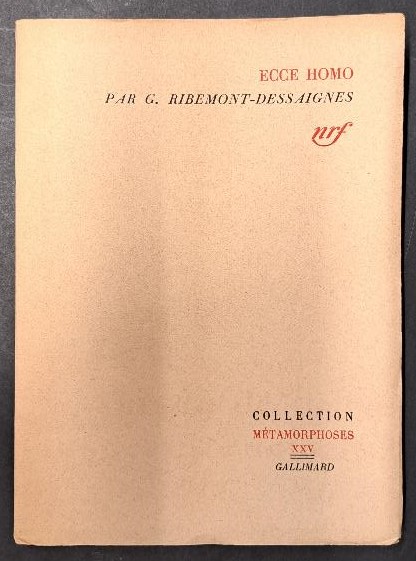 ECCE HOMO
PAR G. RIBEMONT-DESSAIGNES
nrf
COLLECTION
MÉTAMORPHOSES
XXV
GALLIMARD